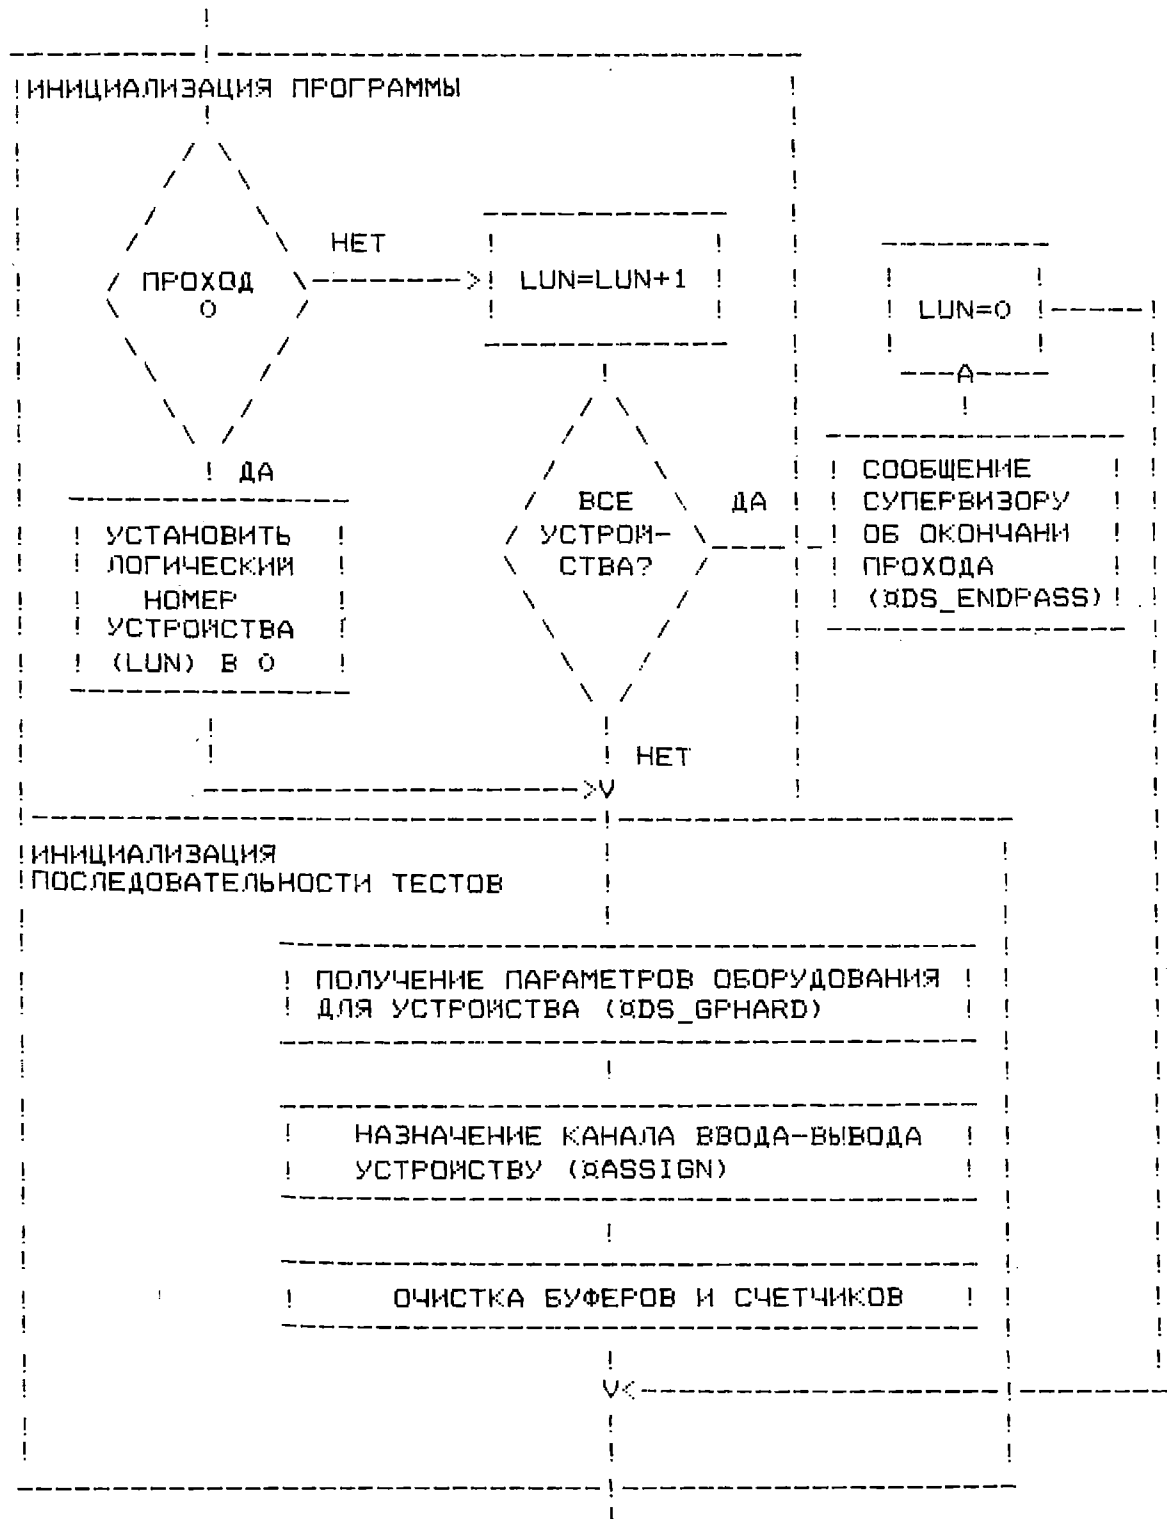 ИНИЦИАЛИЗАЦИЯ ПРОГРАММЫ
НЕТ
ПРОХОД
0
LUN=LUN+1
LUN=0
ДА
УСТАНОВИТЬ
ЛОГИЧЕСКИЙ
НОМЕР
УСТРОЙСТВА
(LUN) В 0
ВСЕ
УСТРОЙ-
СТВА?
ДА
СООБЩЕНИЕ
СУПЕРВИЗОРУ
ОБ ОКОНЧАНИ
ПРОХОДА
(¤DS_ENDPASS)
НЕТ
ИНИЦИАЛИЗАЦИЯ
ПОСЛЕДОВАТЕЛЬНОСТИ ТЕСТОВ
ПОЛУЧЕНИЕ ПАРАМЕТРОВ ОБОРУДОВАНИЯ
ДЛЯ УСТРОЙСТВА (¤DS_GPHARD)
НАЗНАЧЕНИЕ КАНАЛА ВВОДА-ВЫВОДА
УСТРОЙСТВУ (¤ASSIGN)
ОЧИСТКА БУФЕРОВ И СЧЕТЧИКОВ